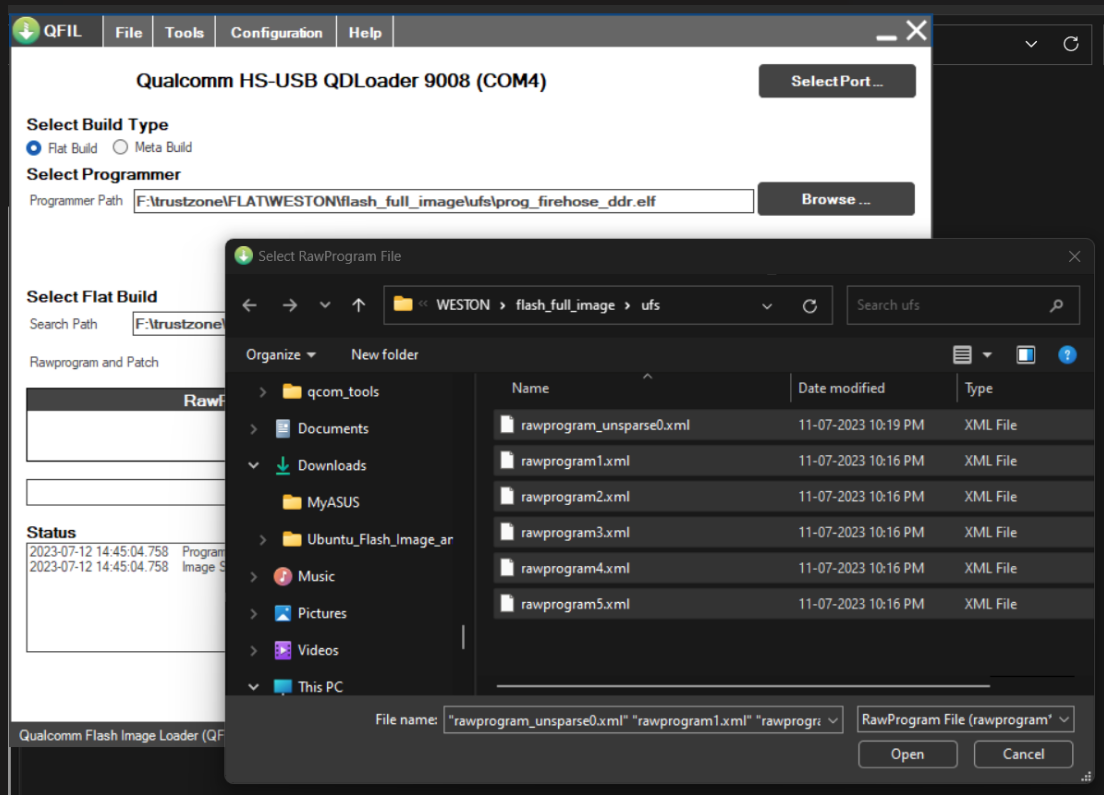 QFIL File Tools Configuration Help
Qualcomm HS-USB QDLoader 9008 (COM4) Select Port ...
Select Build Type
Flat Build Meta Build
Select Programmer
Programmer Path F:\trustzone\FLAT\WESTON\flash_full_image\ufs\prog_firehose_ddr.elf Browse ...
Select Flat Build
Search Path F:\trustzone\
Rawprogram and Patch
Status
2023-07-12 14:45:04.758 Program
2023-07-12 14:45:04.758 Image S
Qualcomm Flash Image Loader (QF
Select RawProgram File
« WESTON › flash_full_image › ufs Search ufs
Organize New folder
qcom_tools
Documents
Downloads
MyASUS
Ubuntu_Flash_Image_ar
Music
Pictures
Videos
This PC
Name Date modified Type
rawprogram_unsparse0.xml 11-07-2023 10:19 PM XML File
rawprogram1.xml 11-07-2023 10:16 PM XML File
rawprogram2.xml 11-07-2023 10:16 PM XML File
rawprogram3.xml 11-07-2023 10:16 PM XML File
rawprogram4.xml 11-07-2023 10:16 PM XML File
rawprogram5.xml 11-07-2023 10:16 PM XML File
File name: "rawprogram_unsparse0.xml" "rawprogram1.xml" "rawprogra RawProgram File (rawprogram*
Open Cancel